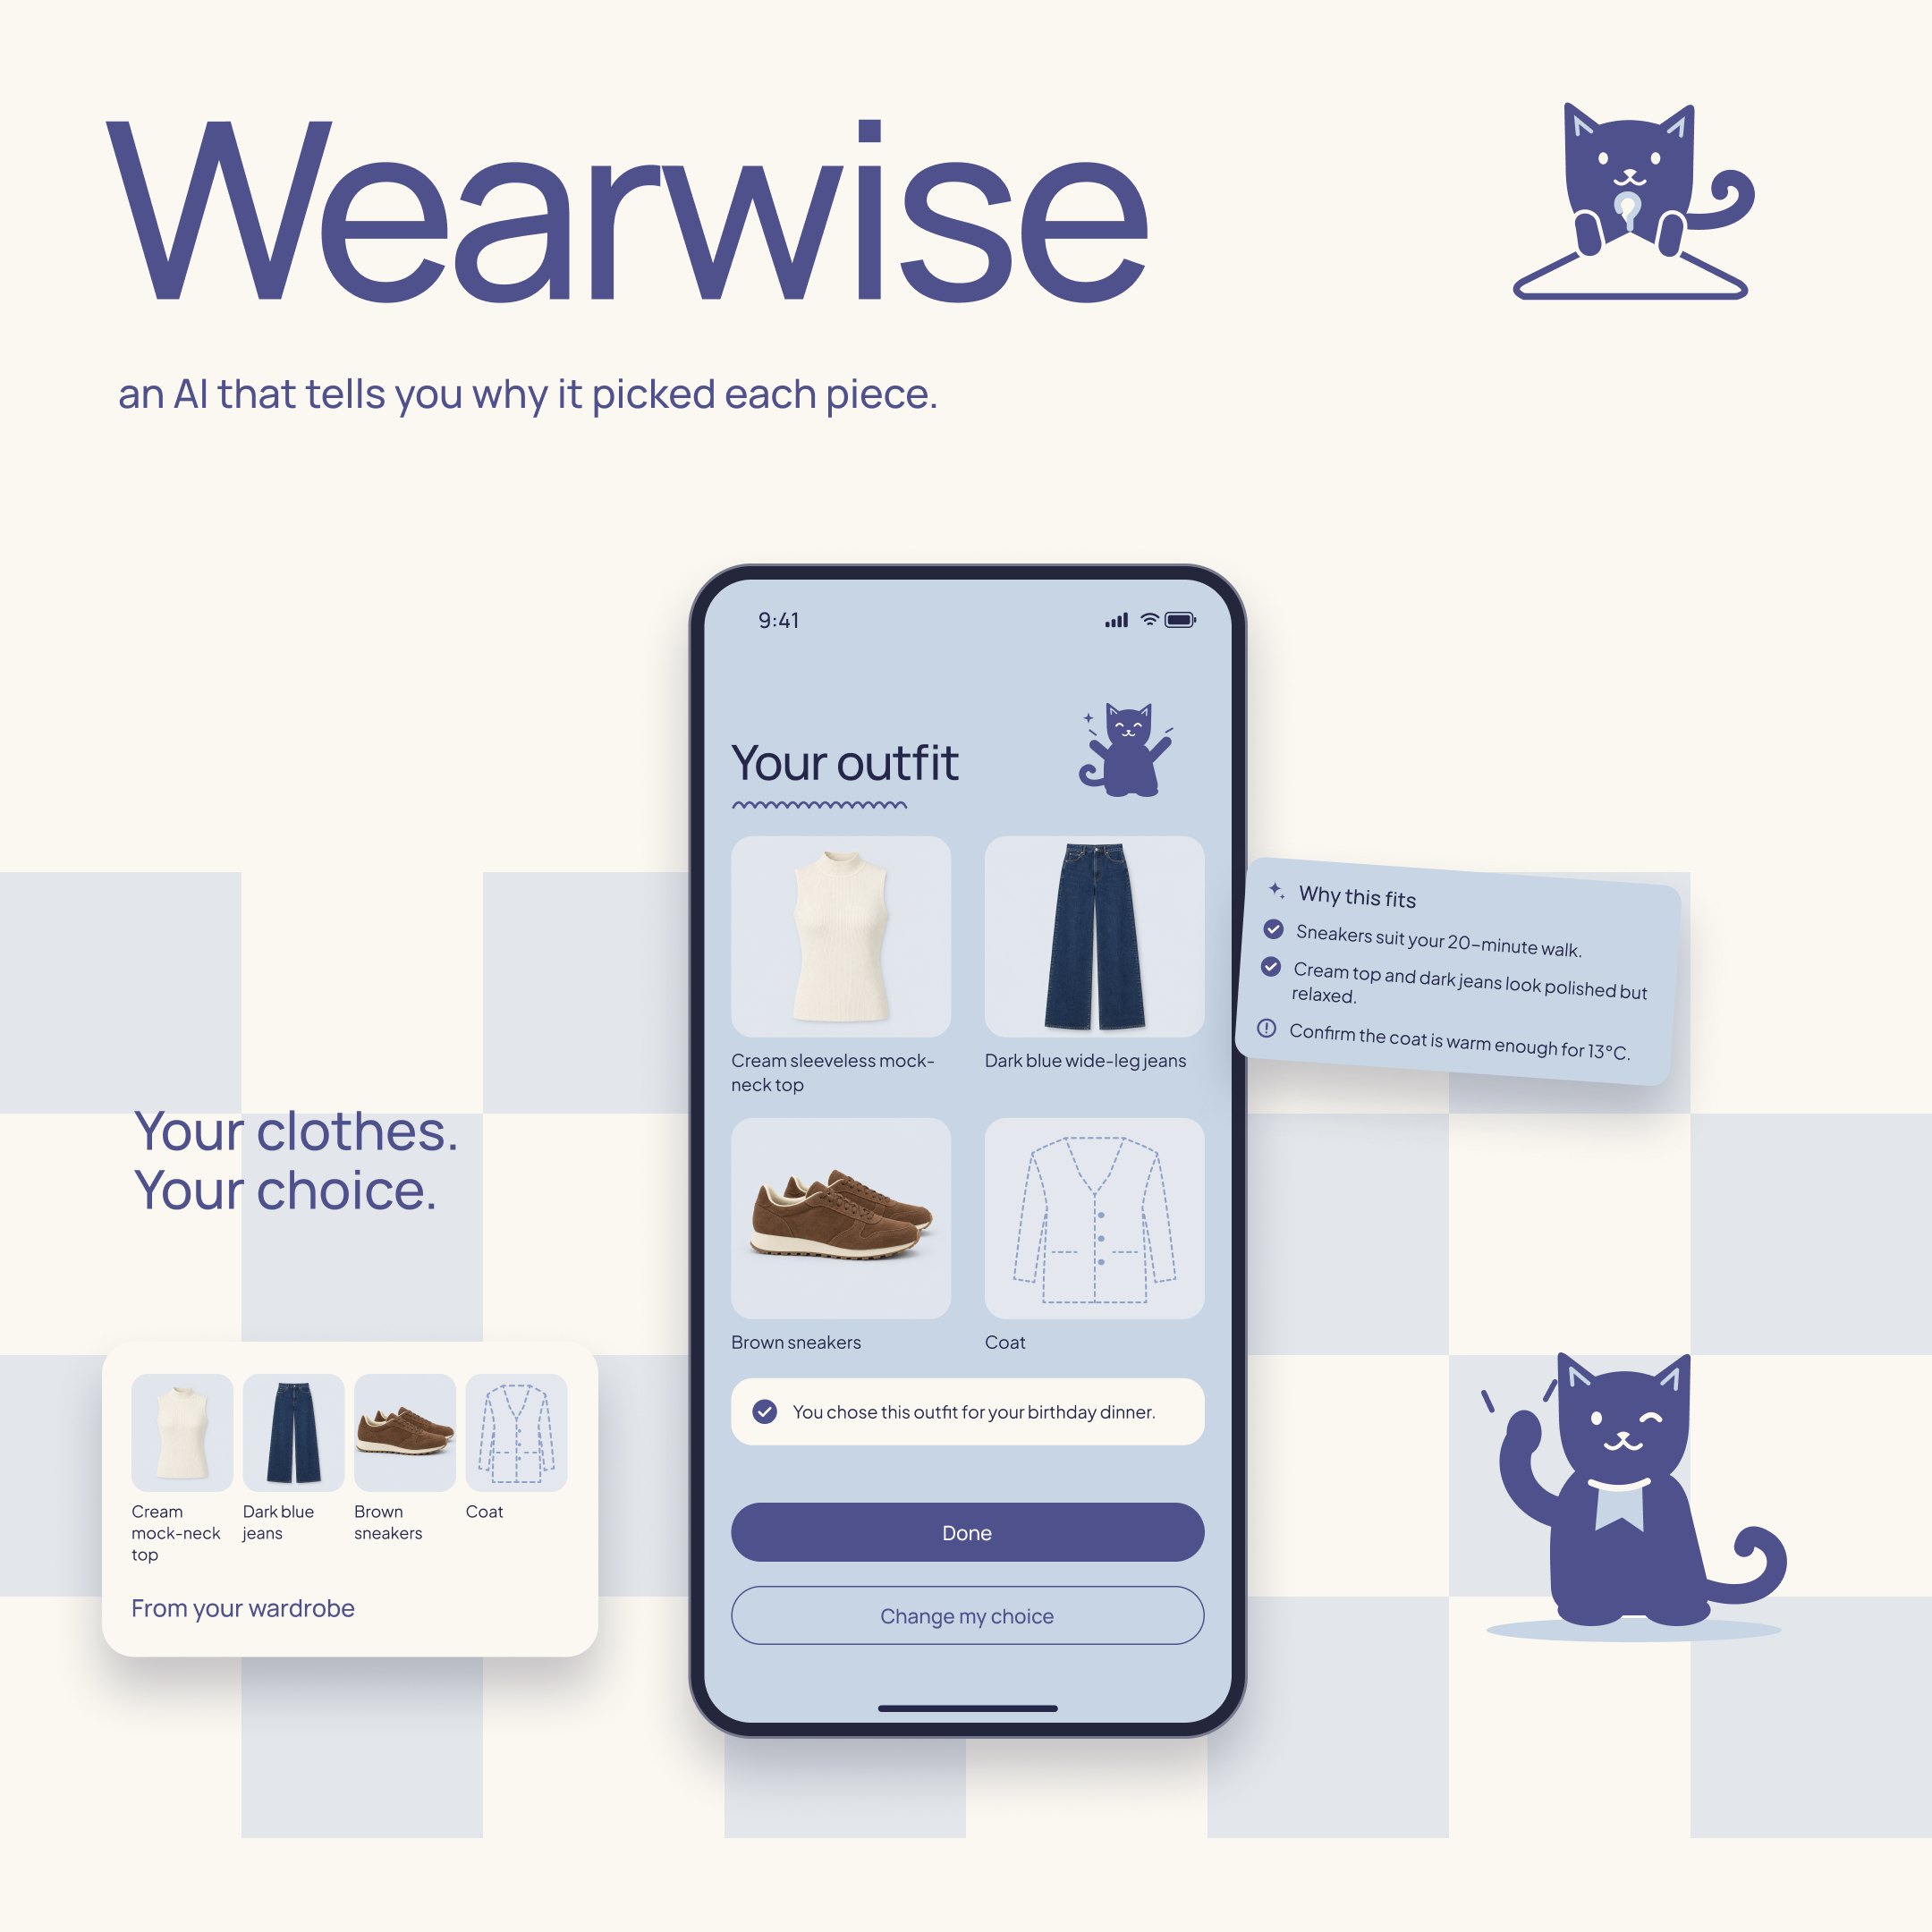 Wearwise
an AI that tells you why it picked each piece.
9:41
Your outfit
Cream sleeveless mock-
neck top
Dark blue wide-leg jeans
Brown sneakers
Coat
You chose this outfit for your birthday dinner.
Done
Change my choice
Why this fits
Sneakers suit your 20-minute walk.
Cream top and dark jeans look polished but
relaxed.
Confirm the coat is warm enough for 13°C.
Your clothes.
Your choice.
Cream
mock-neck
top
Dark blue
jeans
Brown
sneakers
Coat
From your wardrobe